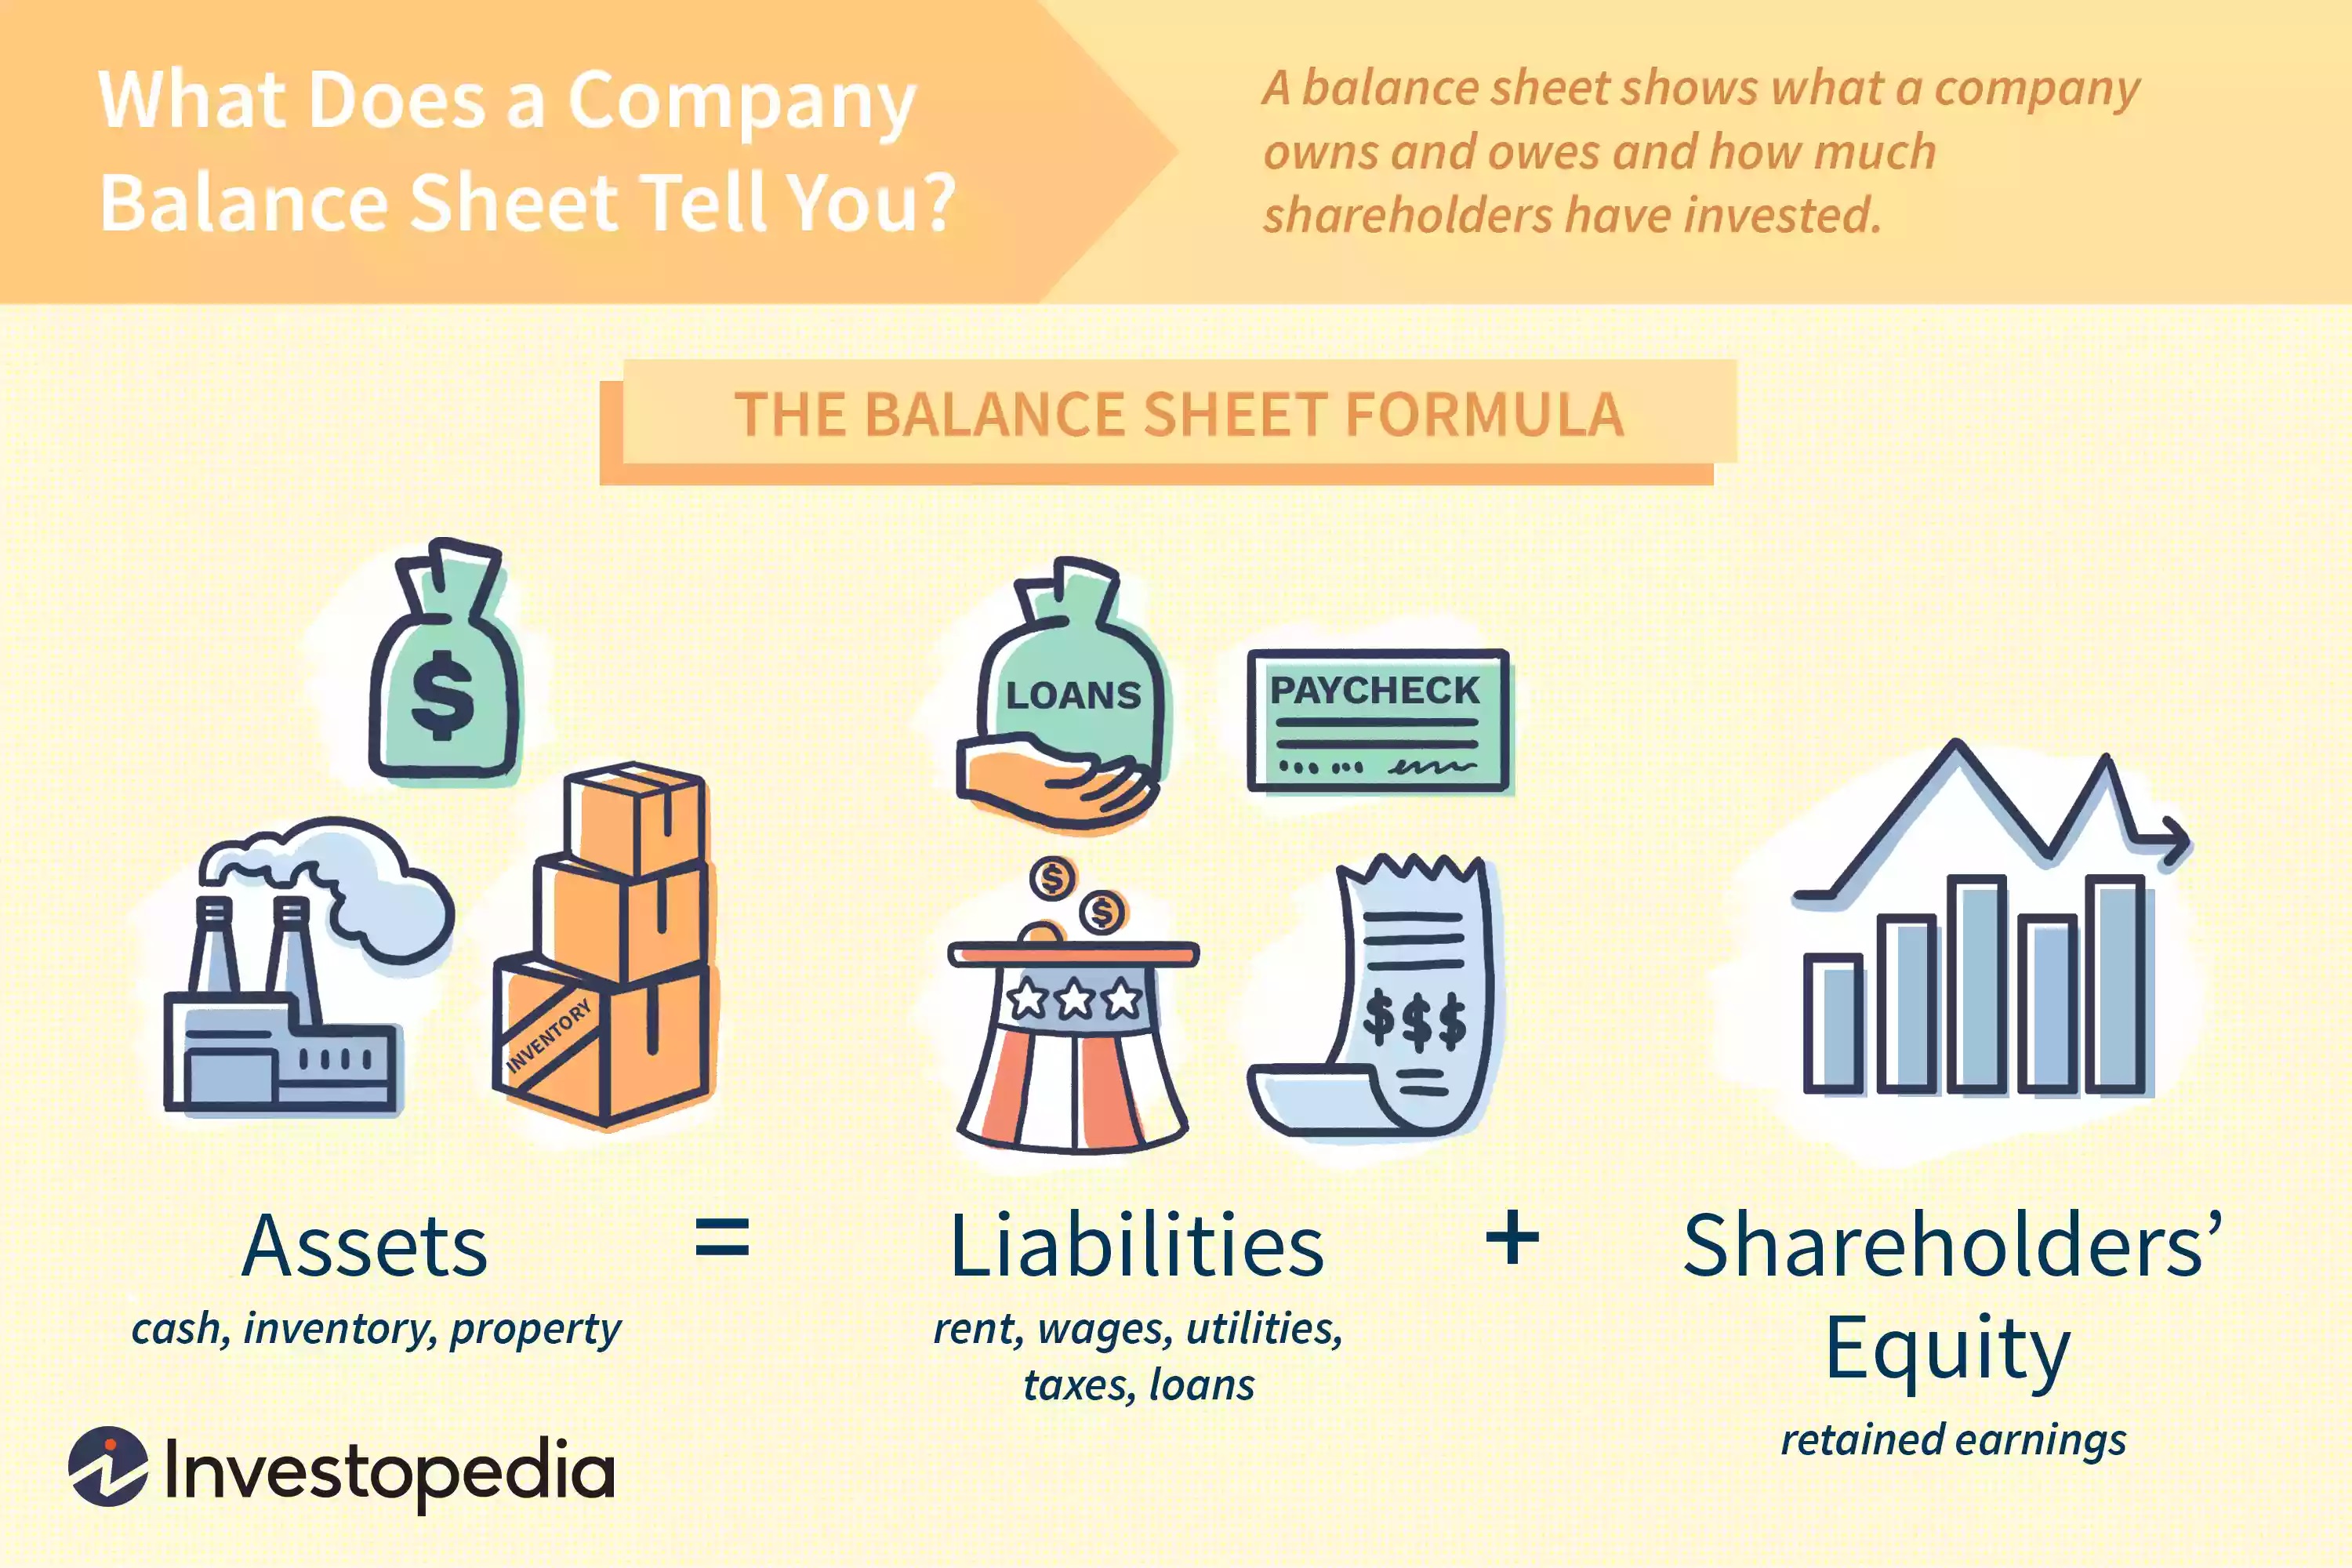 What Does a Company
Balance Sheet Tell You?
A balance sheet shows what a company
owns and owes and how much
shareholders have invested.
THE BALANCE SHEET FORMULA
$
INVENTORY
LOANS
PAYCHECK
$
$
$$$
Assets
=
Liabilities
+
Shareholders’
Equity
cash, inventory, property
rent, wages, utilities,
taxes, loans
retained earnings
Investopedia